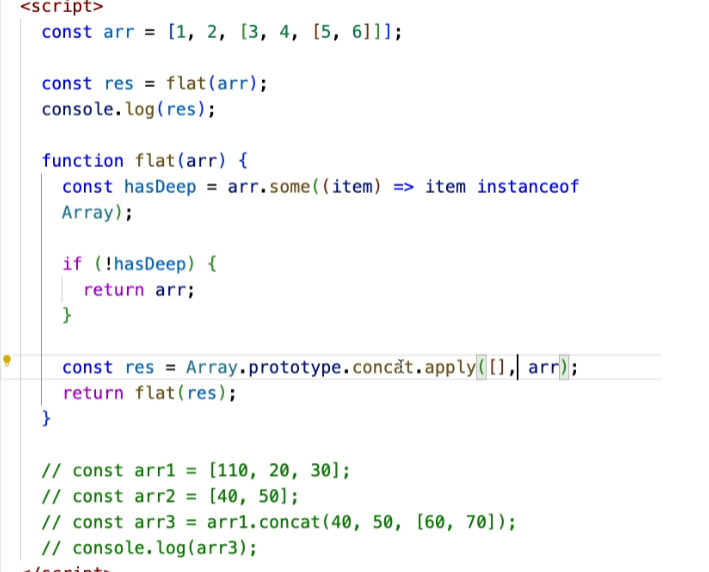 <script>
const arr = [1, 2, [3, 4, [5, 6]]];
const res = flat(arr);
console.log(res);
function flat(arr) {
const hasDeep = arr.some((item) => item instanceof
Array);
if (!hasDeep) {
return arr;
}
const res = Array.prototype.concat.apply([], arr);
return flat(res);
}
// const arr1 = [110, 20, 30];
// const arr2 = [40, 50];
// const arr3 = arr1.concat(40, 50, [60, 70]);
// console.log(arr3);
</script>